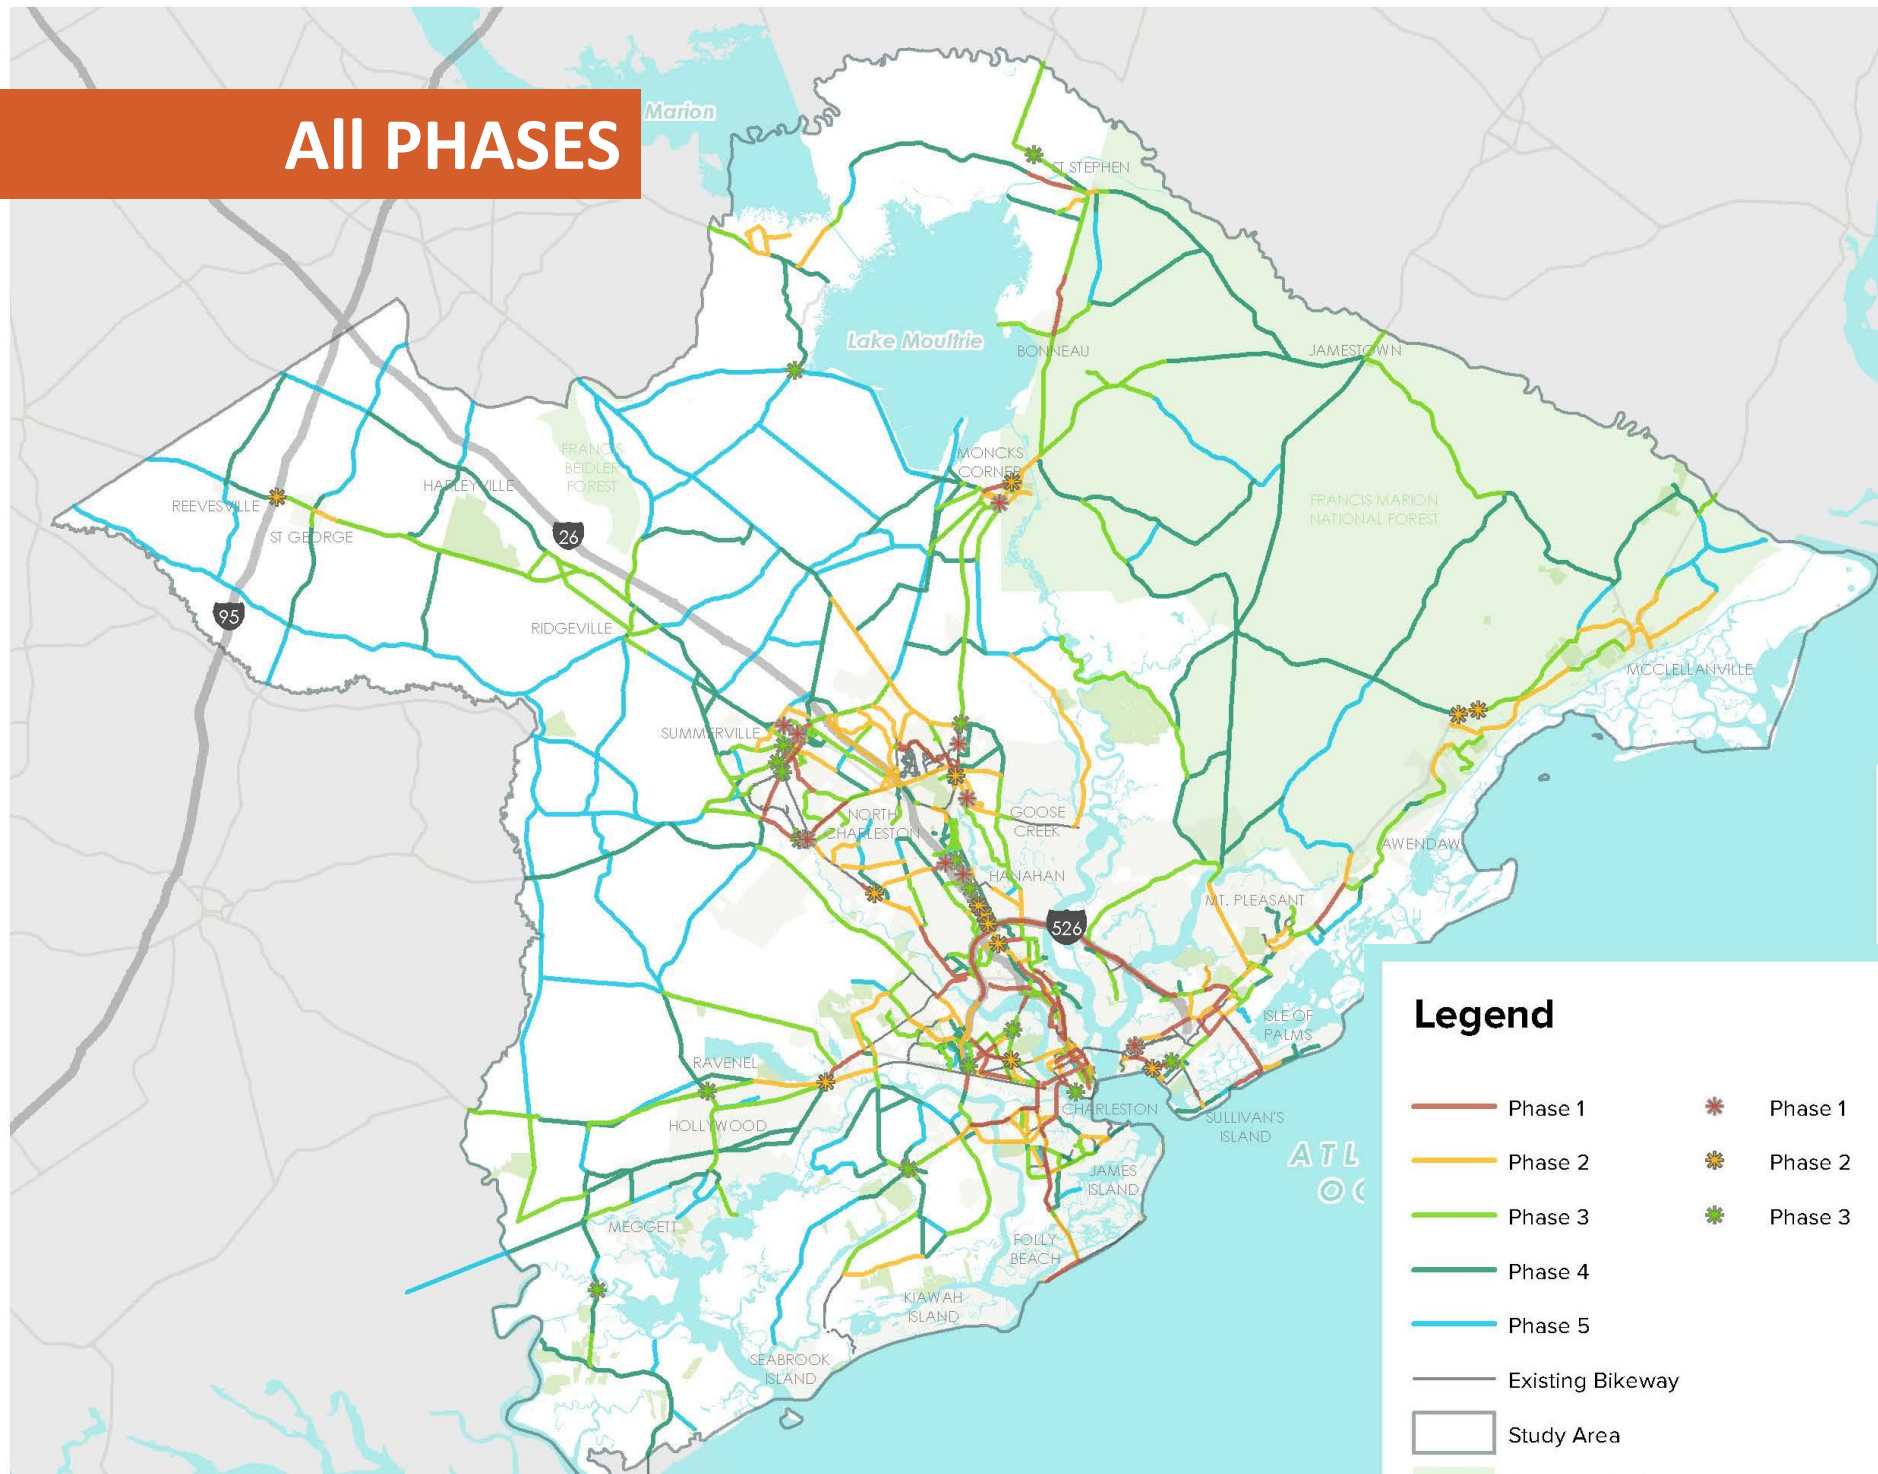 All PHASES
Marion
ST STEPHEN
Lake Moultrie
BONNEAU
JAMESTOWN
FRANCIS
BEIDLER
FOREST
MONCKS
CORNER
HARLEYVILLE
REEVESVILLE
ST GEORGE
26
FRANCIS MARION
NATIONAL FOREST
95
RIDGEVILLE
MCCLELLANVILLE
SUMMERVILLE
NORTH
CHARLESTON
GOOSE
CREEK
AWENDAW
HANAHAN
MT. PLEASANT
526
ISLE OF
PALMS
RAVENEL
CHARLESTON
HOLLYWOOD
SULLIVAN'S
ISLAND
ATL
OC
JAMES
ISLAND
MEGGETT
FOLLY
BEACH
KIAWAH
ISLAND
SEABROOK
ISLAND
Legend
Phase 1
Phase 1
Phase 2
Phase 2
Phase 3
Phase 3
Phase 4
Phase 5
Existing Bikeway
Study Area